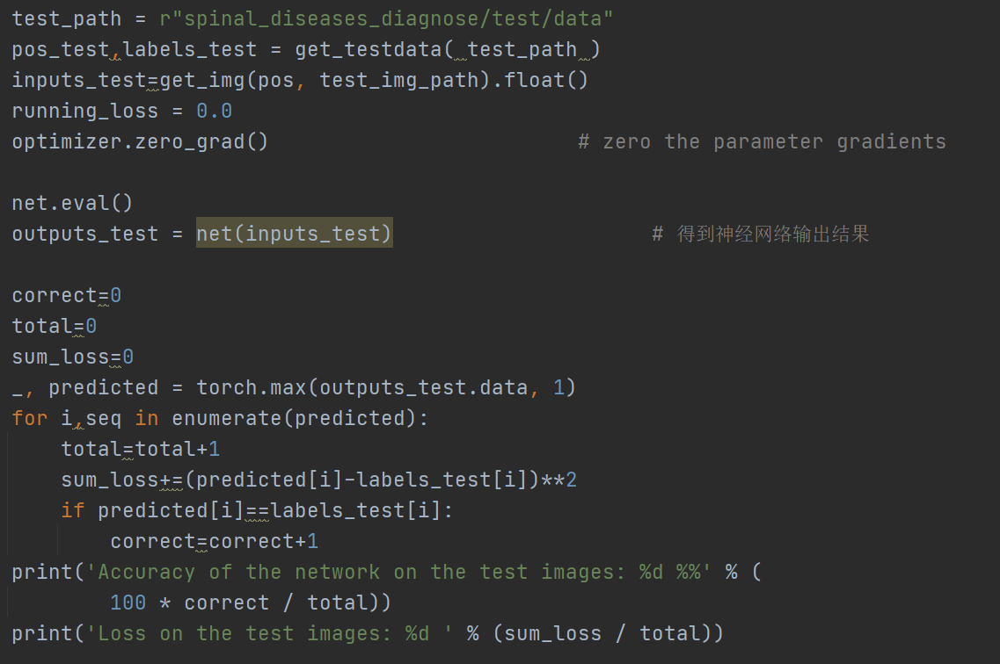 test_path = r"spinal_diseases_diagnose/test/data"
pos_test,labels_test = get_testdata( test_path )
inputs_test=get_img(pos, test_img_path).float()
running_loss = 0.0
optimizer.zero_grad()                         # zero the parameter gradients
net.eval()
outputs_test = net(inputs_test)                     # 得到神经网络输出结果
correct=0
total=0
sum_loss=0
_, predicted = torch.max(outputs_test.data, 1)
for i,seq in enumerate(predicted):
    total=total+1
    sum_loss+=(predicted[i]-labels_test[i])**2
    if predicted[i]==labels_test[i]:
        correct=correct+1
print('Accuracy of the network on the test images: %d %%' % (
        100 * correct / total))
print('Loss on the test images: %d ' % (sum_loss / total))